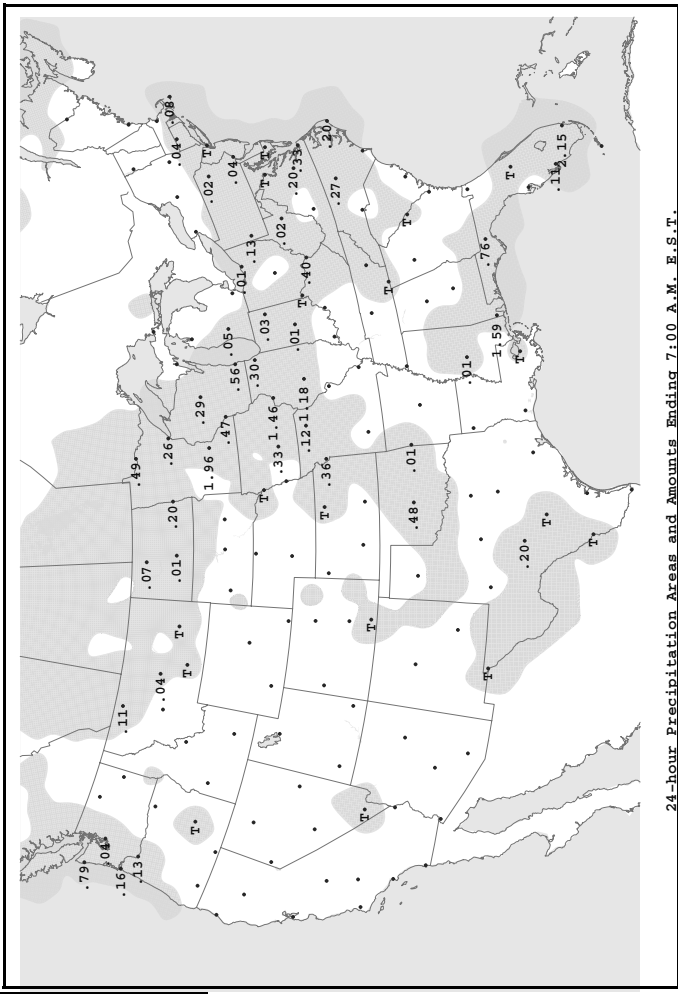 .79
.04
.16
.11
.49
.13
.07
.04
.26
.08
.20
.01
.04
T
T
T
.29
T
.02
1.96
.47
.05
.04
.56
.01
.13
.30
T
.03
T
T
1.46
.33
.02
.20
.01
.33
T
1.18
.12
.40
T
.36
.20
.27
T
T
T
T
.01
.48
.01
.76
T
1.59
T
T
.20
T
.11
.15
T
24-hour Precipitation Areas and Amounts Ending 7:00 A.M. E.S.T.